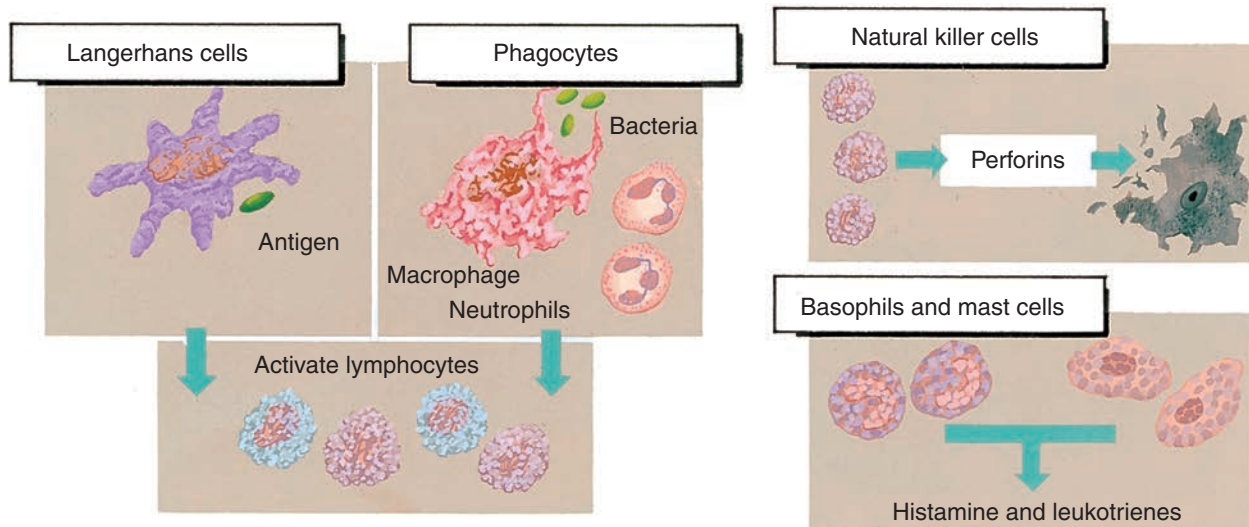 Langerhans cells
Antigen
Phagocytes
Bacteria
Macrophage
Neutrophils
Activate lymphocytes
Natural killer cells
Perforins
Basophils and mast cells
Histamine and leukotrienes